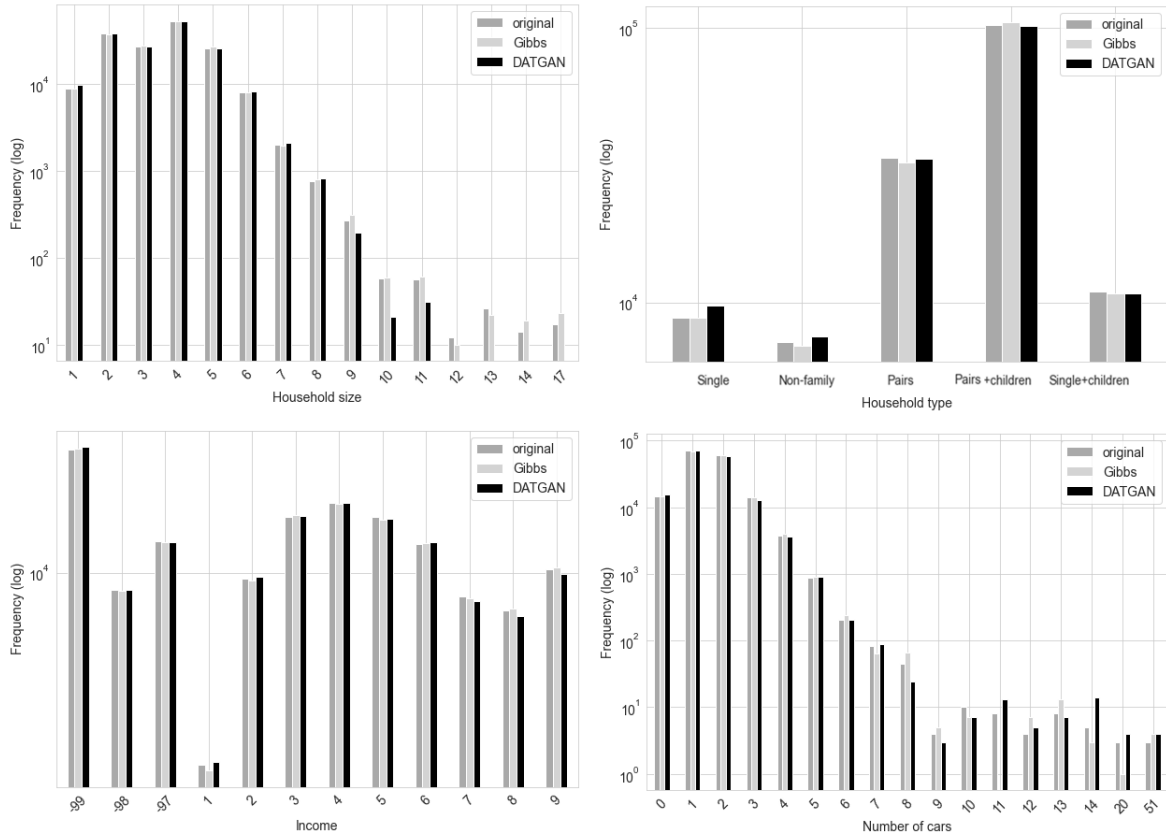 original
Gibbs
DATGAN
Frequency (log)
10^4
10^3
10^2
10^1
1 2 3 4 5 6 7 8 9 10 11 12 13 14 17
Household size
original
Gibbs
DATGAN
Frequency (log)
10^5
10^4
Single Non-family Pairs Pairs +children Single+children
Household type
original
Gibbs
DATGAN
Frequency (log)
10^4
-99 -98 -97 1 2 3 4 5 6 7 8 9
Income
original
Gibbs
DATGAN
Frequency (log)
10^5
10^4
10^3
10^2
10^1
10^0
0 1 2 3 4 5 6 7 8 9 10 11 12 13 14 20 51
Number of cars